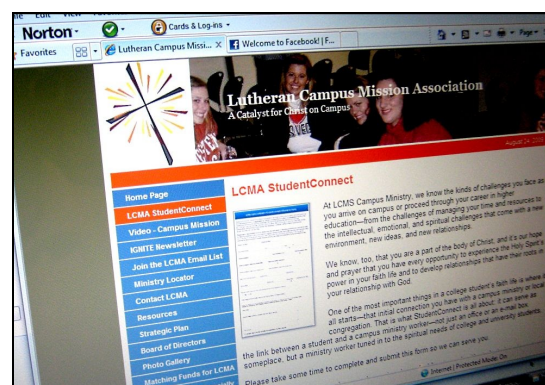 Edit View
Norton
Cards & Log-ins
Favorites
Lutheran Campus Missi...
Welcome to Facebook! | F...
Page
Lutheran Campus Mission Association
A Catalyst for Christ on Campus
August 24,
Home Page
LCMA StudentConnect
Video - Campus Mission
IGNITE Newsletter
Join the LCMA Email List
Ministry Locator
Contact LCMA
Resources
Strategic Plan
Board of Directors
Photo Gallery
Matching Funds for LCMA
LCMA StudentConnect
At LCMS Campus Ministry, we know the kinds of challenges you face as
you arrive on campus or proceed through your career in higher
education—from the challenges of managing your time and resources to
the intellectual, emotional, and spiritual challenges that come with a new
environment, new ideas, and new relationships.
We know, too, that you are a part of the body of Christ, and it's our hope
and prayer that you have every opportunity to experience the Holy Spirit's
power in your faith life and to develop relationships that have their roots in
your relationship with God.
One of the most important things in a college student's faith life is where it
all starts—that initial connection you have with a campus ministry or local
congregation. That is what StudentConnect is all about; it can serve as
the link between a student and a campus ministry worker—not just an office or an e-mail box
someplace, but a ministry worker tuned in to the spiritual needs of college and university students.
Please take some time to complete and submit this form so we can serve you.
Internet | Protected Mode: On